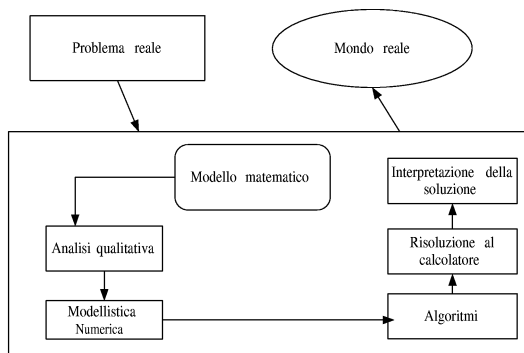 Problema reale
Mondo reale
Modello matematico
Analisi qualitativa
Modellistica
Numerica
Algoritmi
Risoluzione al
calcolatore
Interpretazione della
soluzione